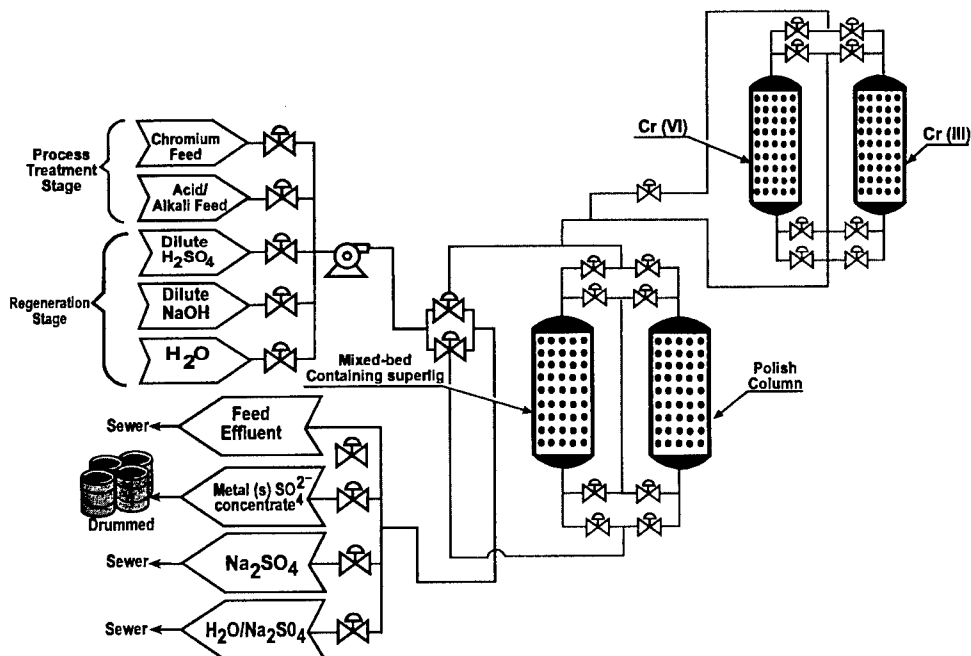 Process
Treatment
Stage
Chromium
Feed
Acid/
Alkali Feed
Regeneration
Stage
Dilute
H2SO4
Dilute
NaOH
H2O
Cr (VI)
Cr (III)
Mixed-bed
Containing superlig
Polish
Column
Sewer
Feed
Effluent
Drummed
Metal (s) SO4^2-
concentrate
Sewer
Na2SO4
Sewer
H2O/Na2SO4